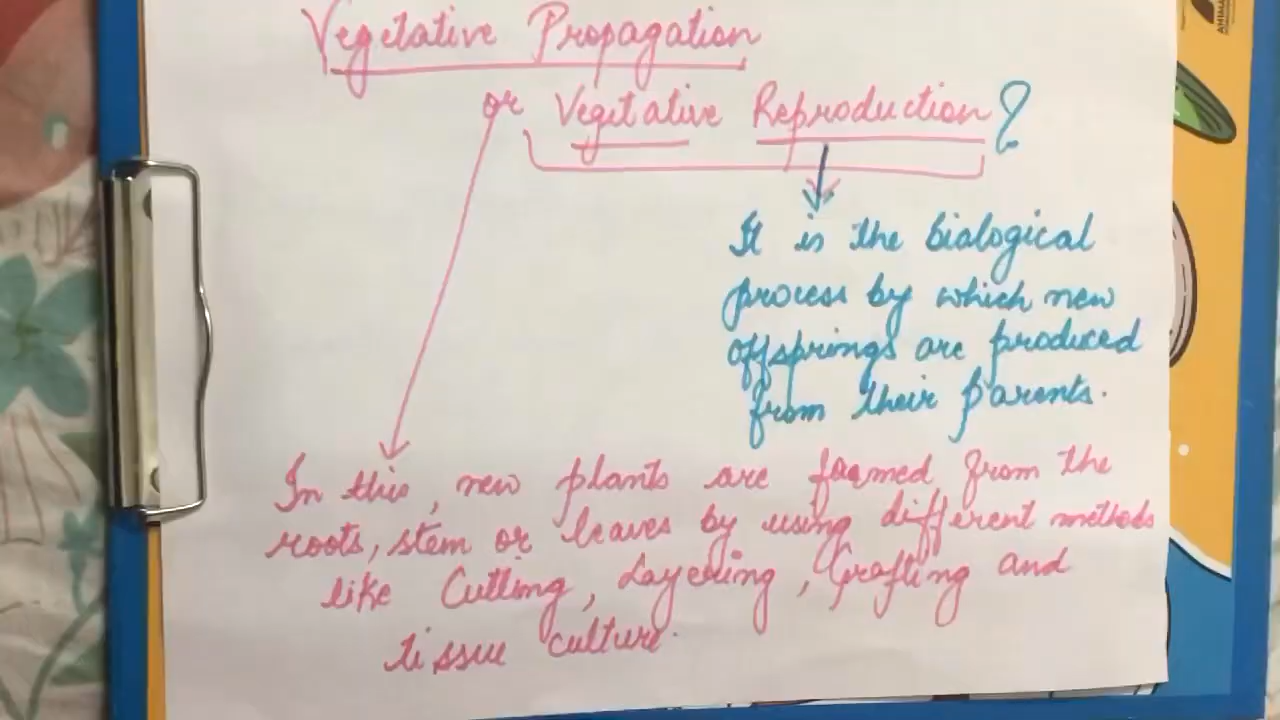 Vegetative Propagation
or Vegitative Reproduction?
It is the biological
process by which new
offsprings are produced
from their parents.
In this, new plants are formed from the
roots, stem or leaves by using different methods
like Cutting, Layering, Grafting and
tissue culture.